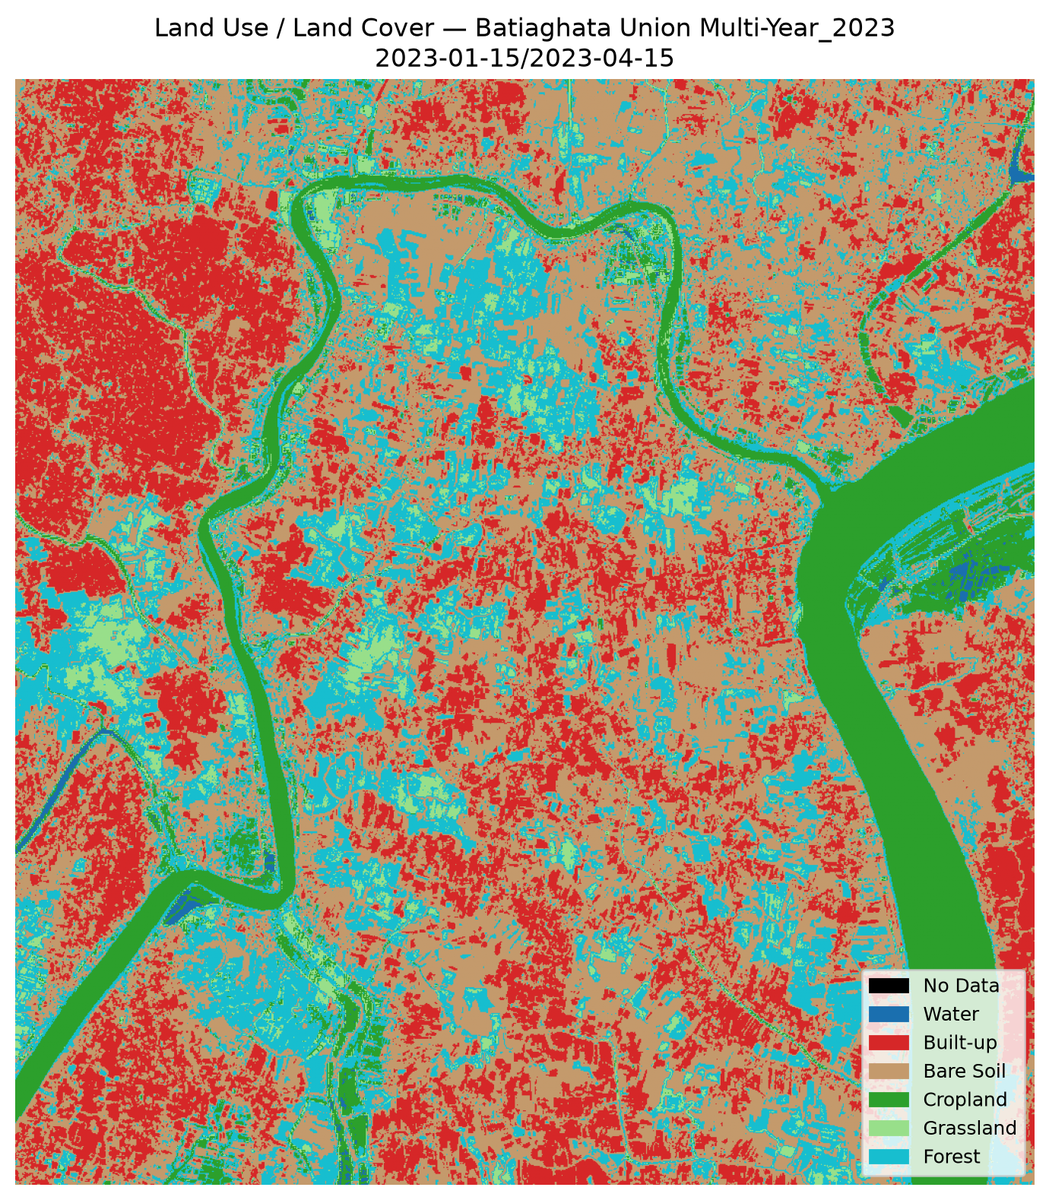 Land Use / Land Cover — Batiaghata Union Multi-Year_2023
2023-01-15/2023-04-15
No Data
Water
Built-up
Bare Soil
Cropland
Grassland
Forest